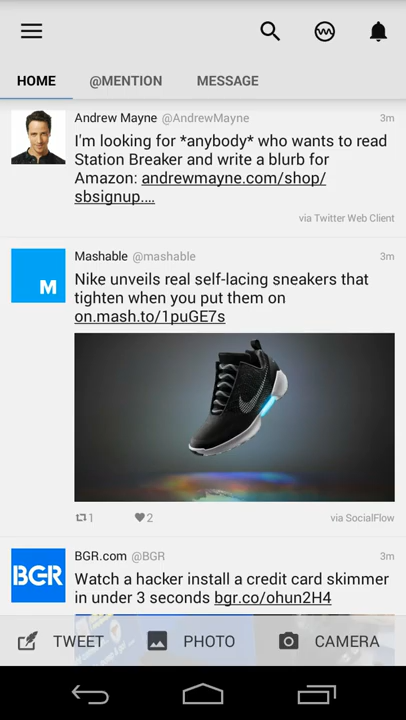 HOME @MENTION MESSAGE
Andrew Mayne @AndrewMayne 3m
I'm looking for *anybody* who wants to read
Station Breaker and write a blurb for
Amazon: andrewmayne.com/shop/
sbsignup....
via Twitter Web Client
Mashable @mashable 3m
M
Nike unveils real self-lacing sneakers that
tighten when you put them on
on.mash.to/1puGE7s
1 2 via SocialFlow
BGR.com @BGR 3m
BGR
Watch a hacker install a credit card skimmer
in under 3 seconds bgr.co/ohun2H4
TWEET PHOTO CAMERA